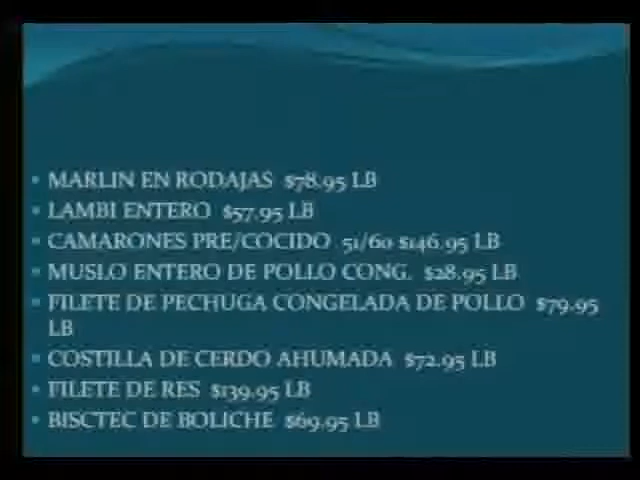 MARLIN EN RODAJAS $78.95 LB
LAMBI ENTERO $57.95 LB
CAMARONES PRE/COCIDO 51/60 $146.95 LB
MUSLO ENTERO DE POLLO CONG. $28.95 LB
FILETE DE PECHUGA CONGELADA DE POLLO $79.95
LB
COSTILLA DE CERDO AHUMADA $72.95 LB
FILETE DE RES $139.95 LB
BISCTEC DE BOLICHE $69.95 LB